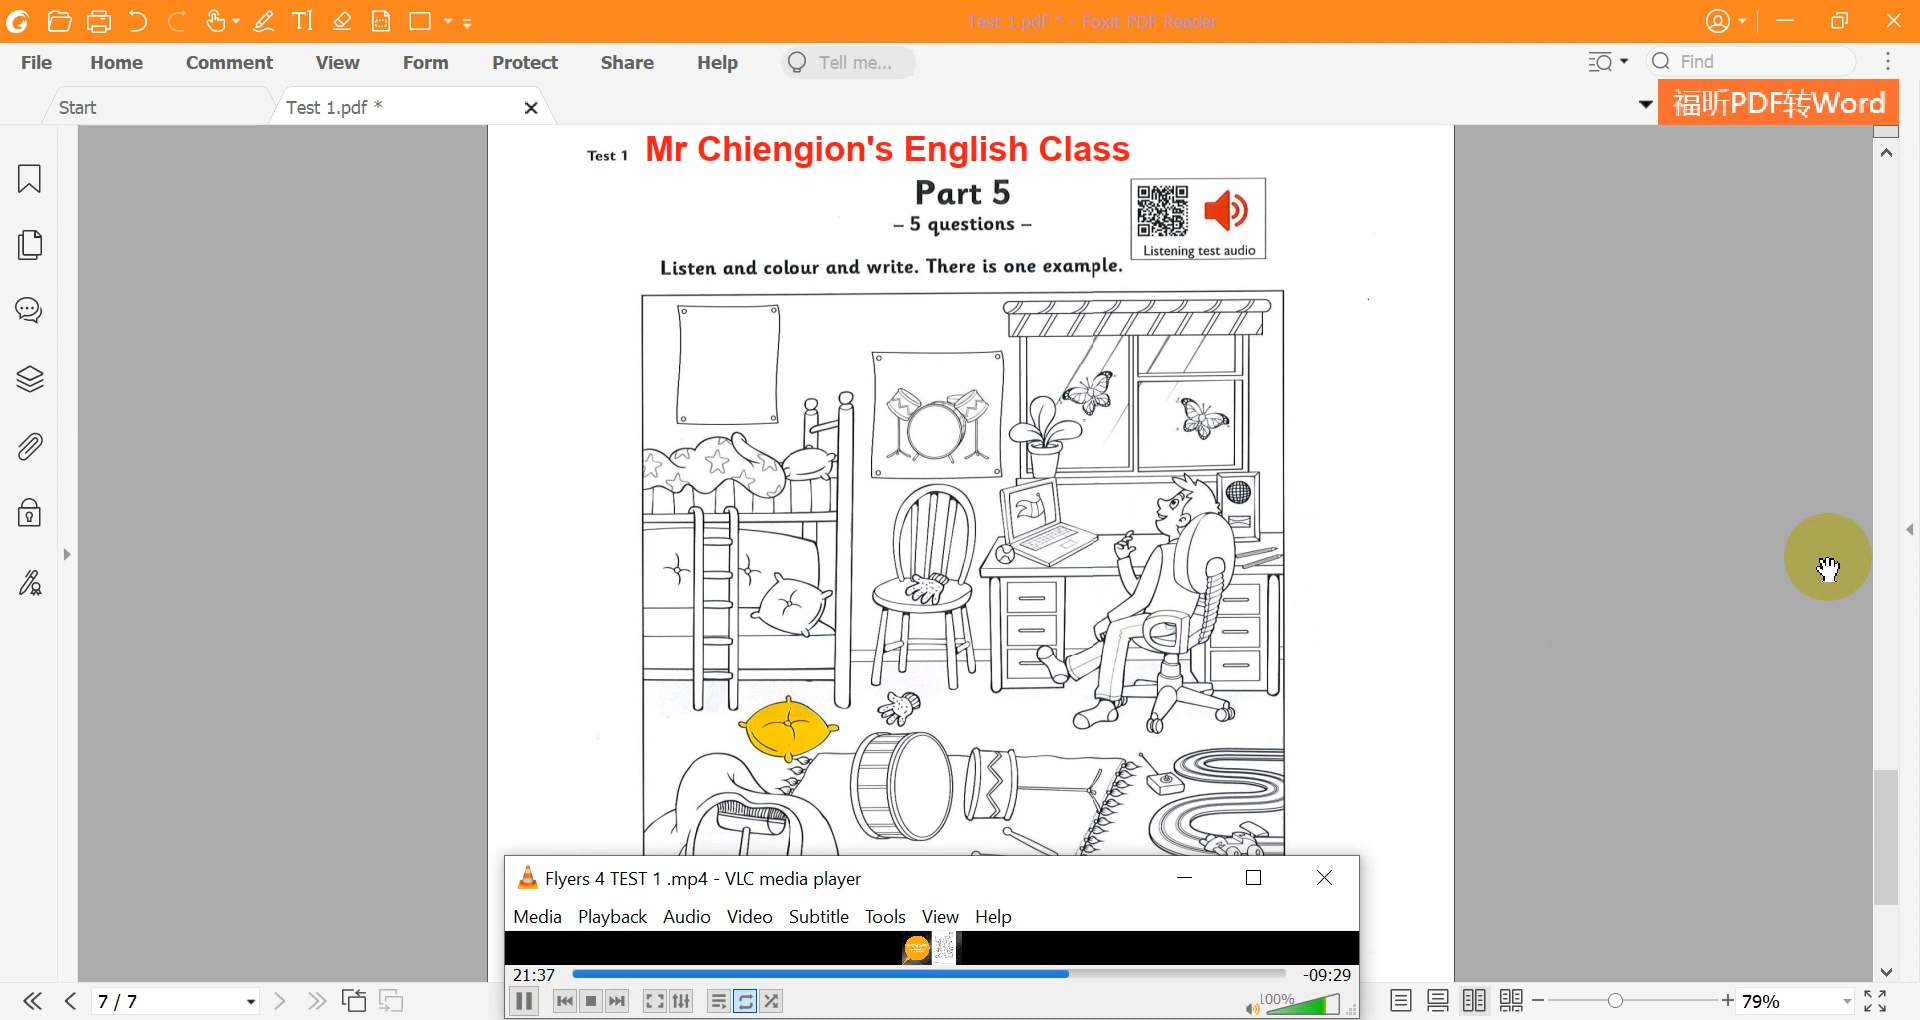 Test 1.pdf * - Foxit PDF Reader
File Home Comment View Form Protect Share Help Tell me... Find
Start Test 1.pdf * 福昕PDF转Word
Test 1 Mr Chiengion's English Class
Part 5
– 5 questions –
Listening test audio
Listen and colour and write. There is one example.
Flyers 4 TEST 1 .mp4 - VLC media player
Media Playback Audio Video Subtitle Tools View Help
21:37 -09:29
100%
7 / 7 79%